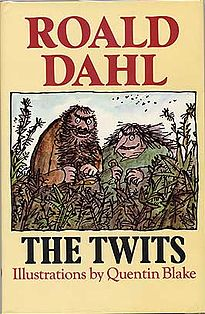 ROALD
DAHL
THE TWITS
Illustrations by Quentin Blake